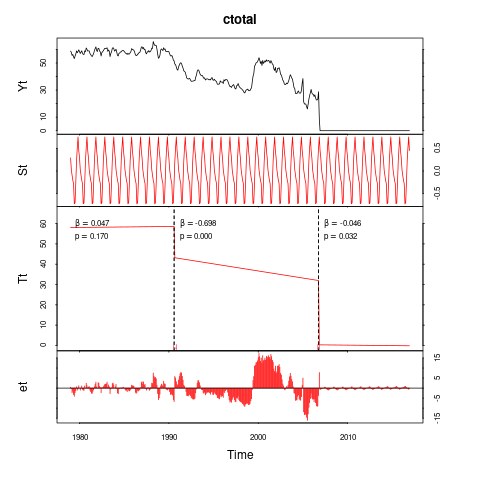 ctotal
Yt
0 10 30 50
St
-0.5 0.0 0.5
Tt
0 10 20 30 40 50 60
β = 0.047
p = 0.170
β = -0.698
p = 0.000
β = -0.046
p = 0.032
et
-15 -5 5 15
1980 1990 2000 2010
Time